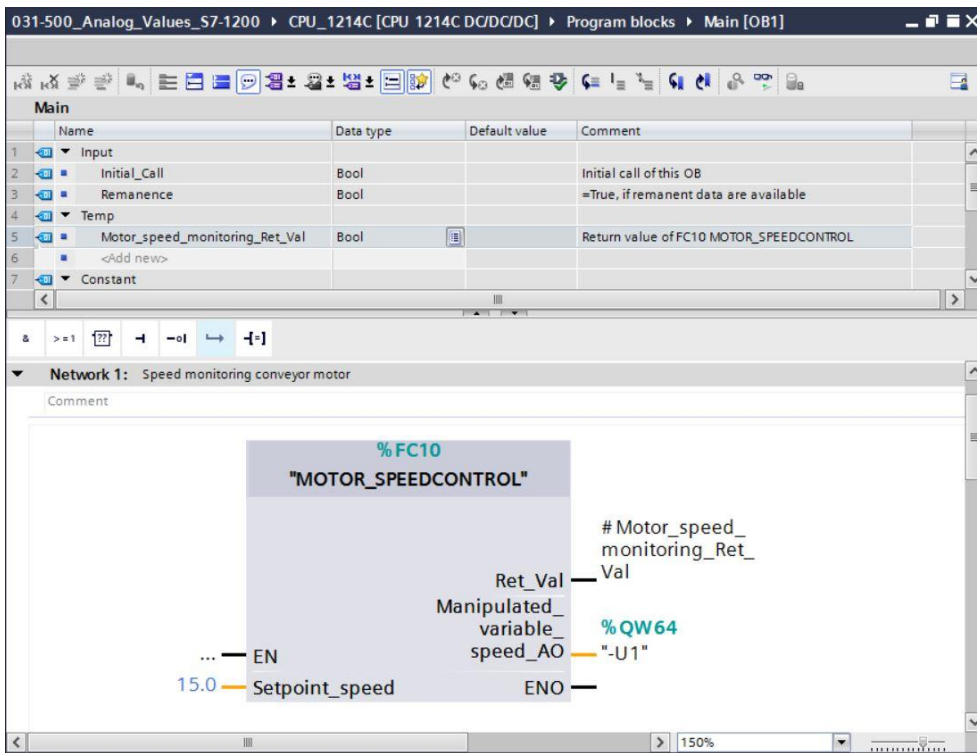 031-500_Analog_Values_S7-1200 ▸ CPU_1214C [CPU 1214C DC/DC/DC] ▸ Program blocks ▸ Main [OB1]
Main
Name Data type Default value Comment
1 Input
2 Initial_Call Bool Initial call of this OB
3 Remanence Bool =True, if remanent data are available
4 Temp
5 Motor_speed_monitoring_Ret_Val Bool Return value of FC10 MOTOR_SPEEDCONTROL
6 <Add new>
7 Constant
& >=1 ??
Network 1: Speed monitoring conveyor motor
Comment
%FC10
"MOTOR_SPEEDCONTROL"
#Motor_speed_
monitoring_Ret_
Ret_Val Val
Manipulated_
variable_ %QW64
... EN speed_AO "-U1"
15.0 Setpoint_speed ENO
150%